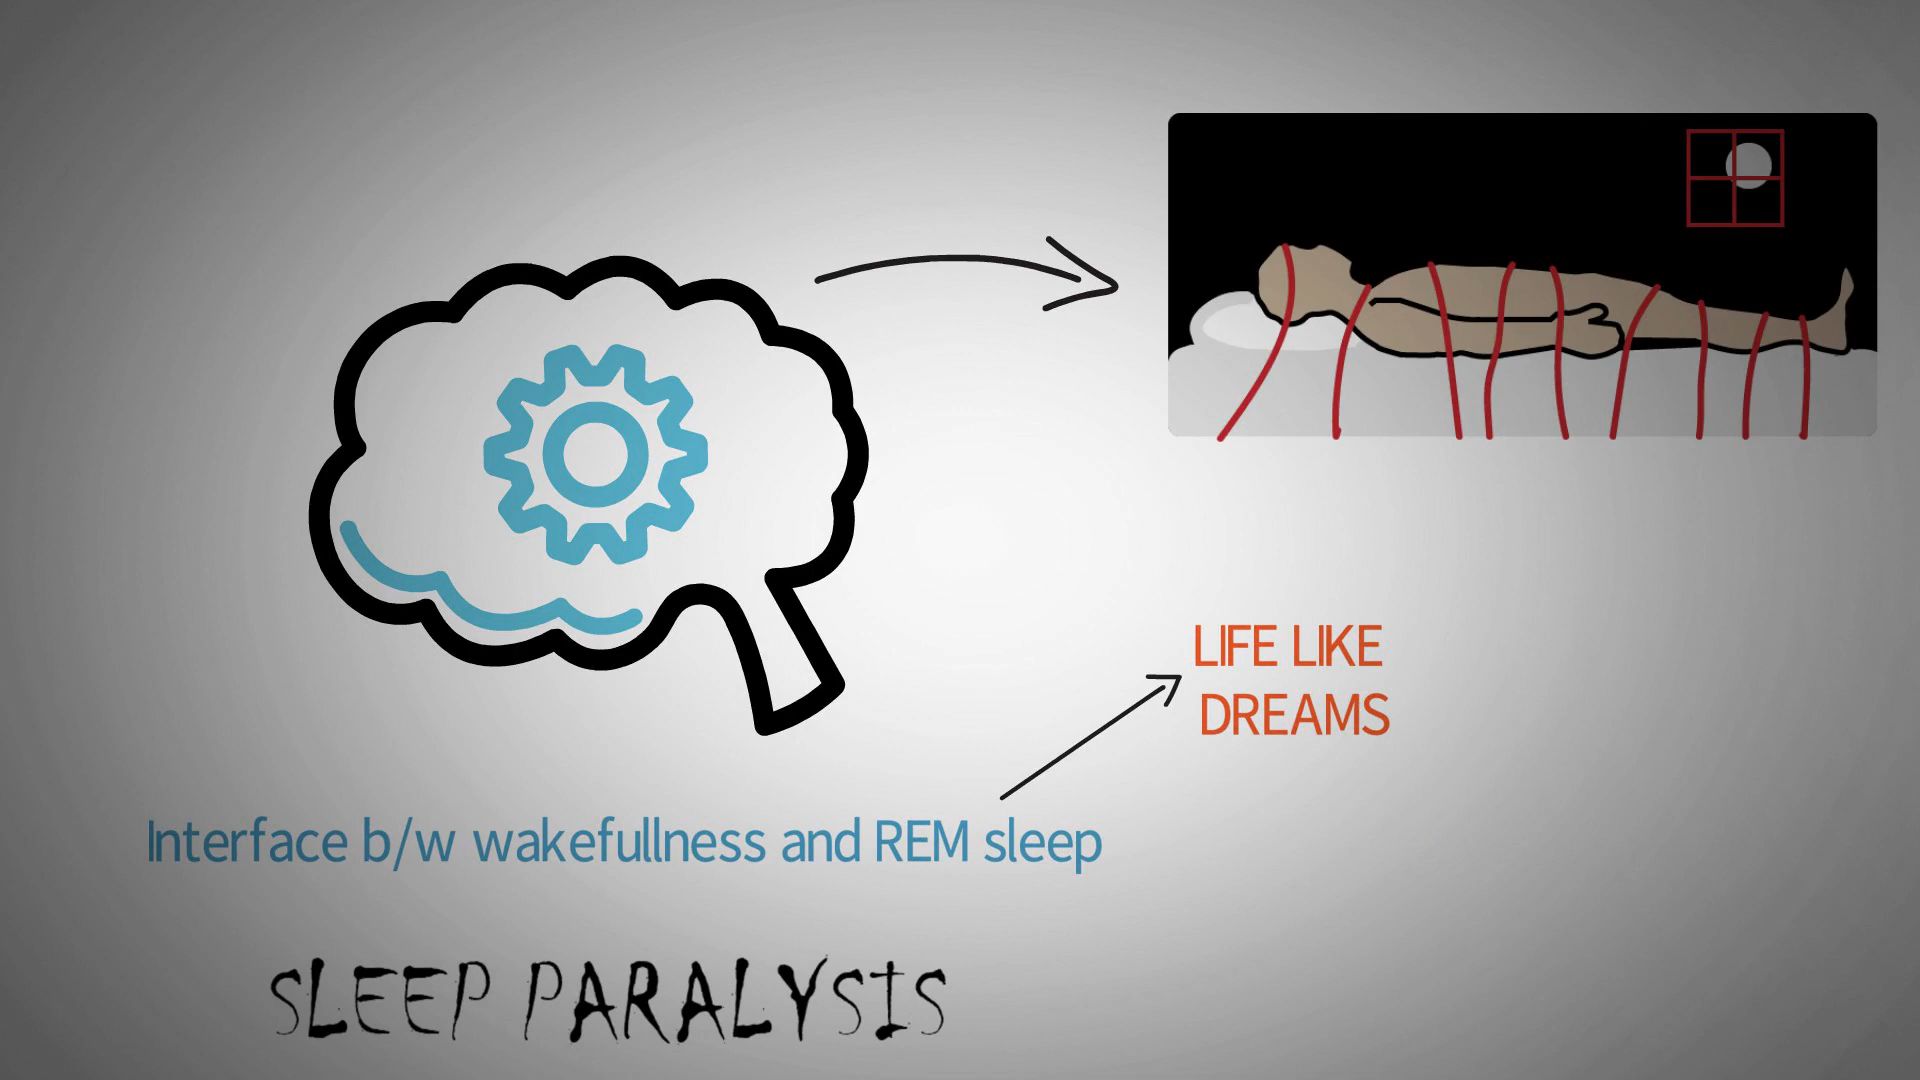 LIFE LIKE
DREAMS
Interface b/w wakefullness and REM sleep
SLEEP PARALYSIS